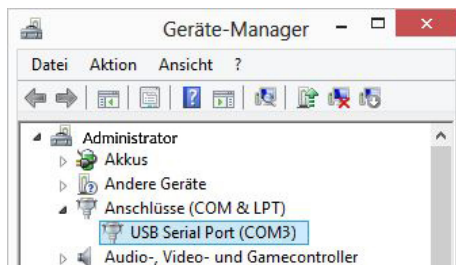 Geräte-Manager
Datei Aktion Ansicht ?
Administrator
Akkus
Andere Geräte
Anschlüsse (COM & LPT)
USB Serial Port (COM3)
Audio-, Video- und Gamecontroller